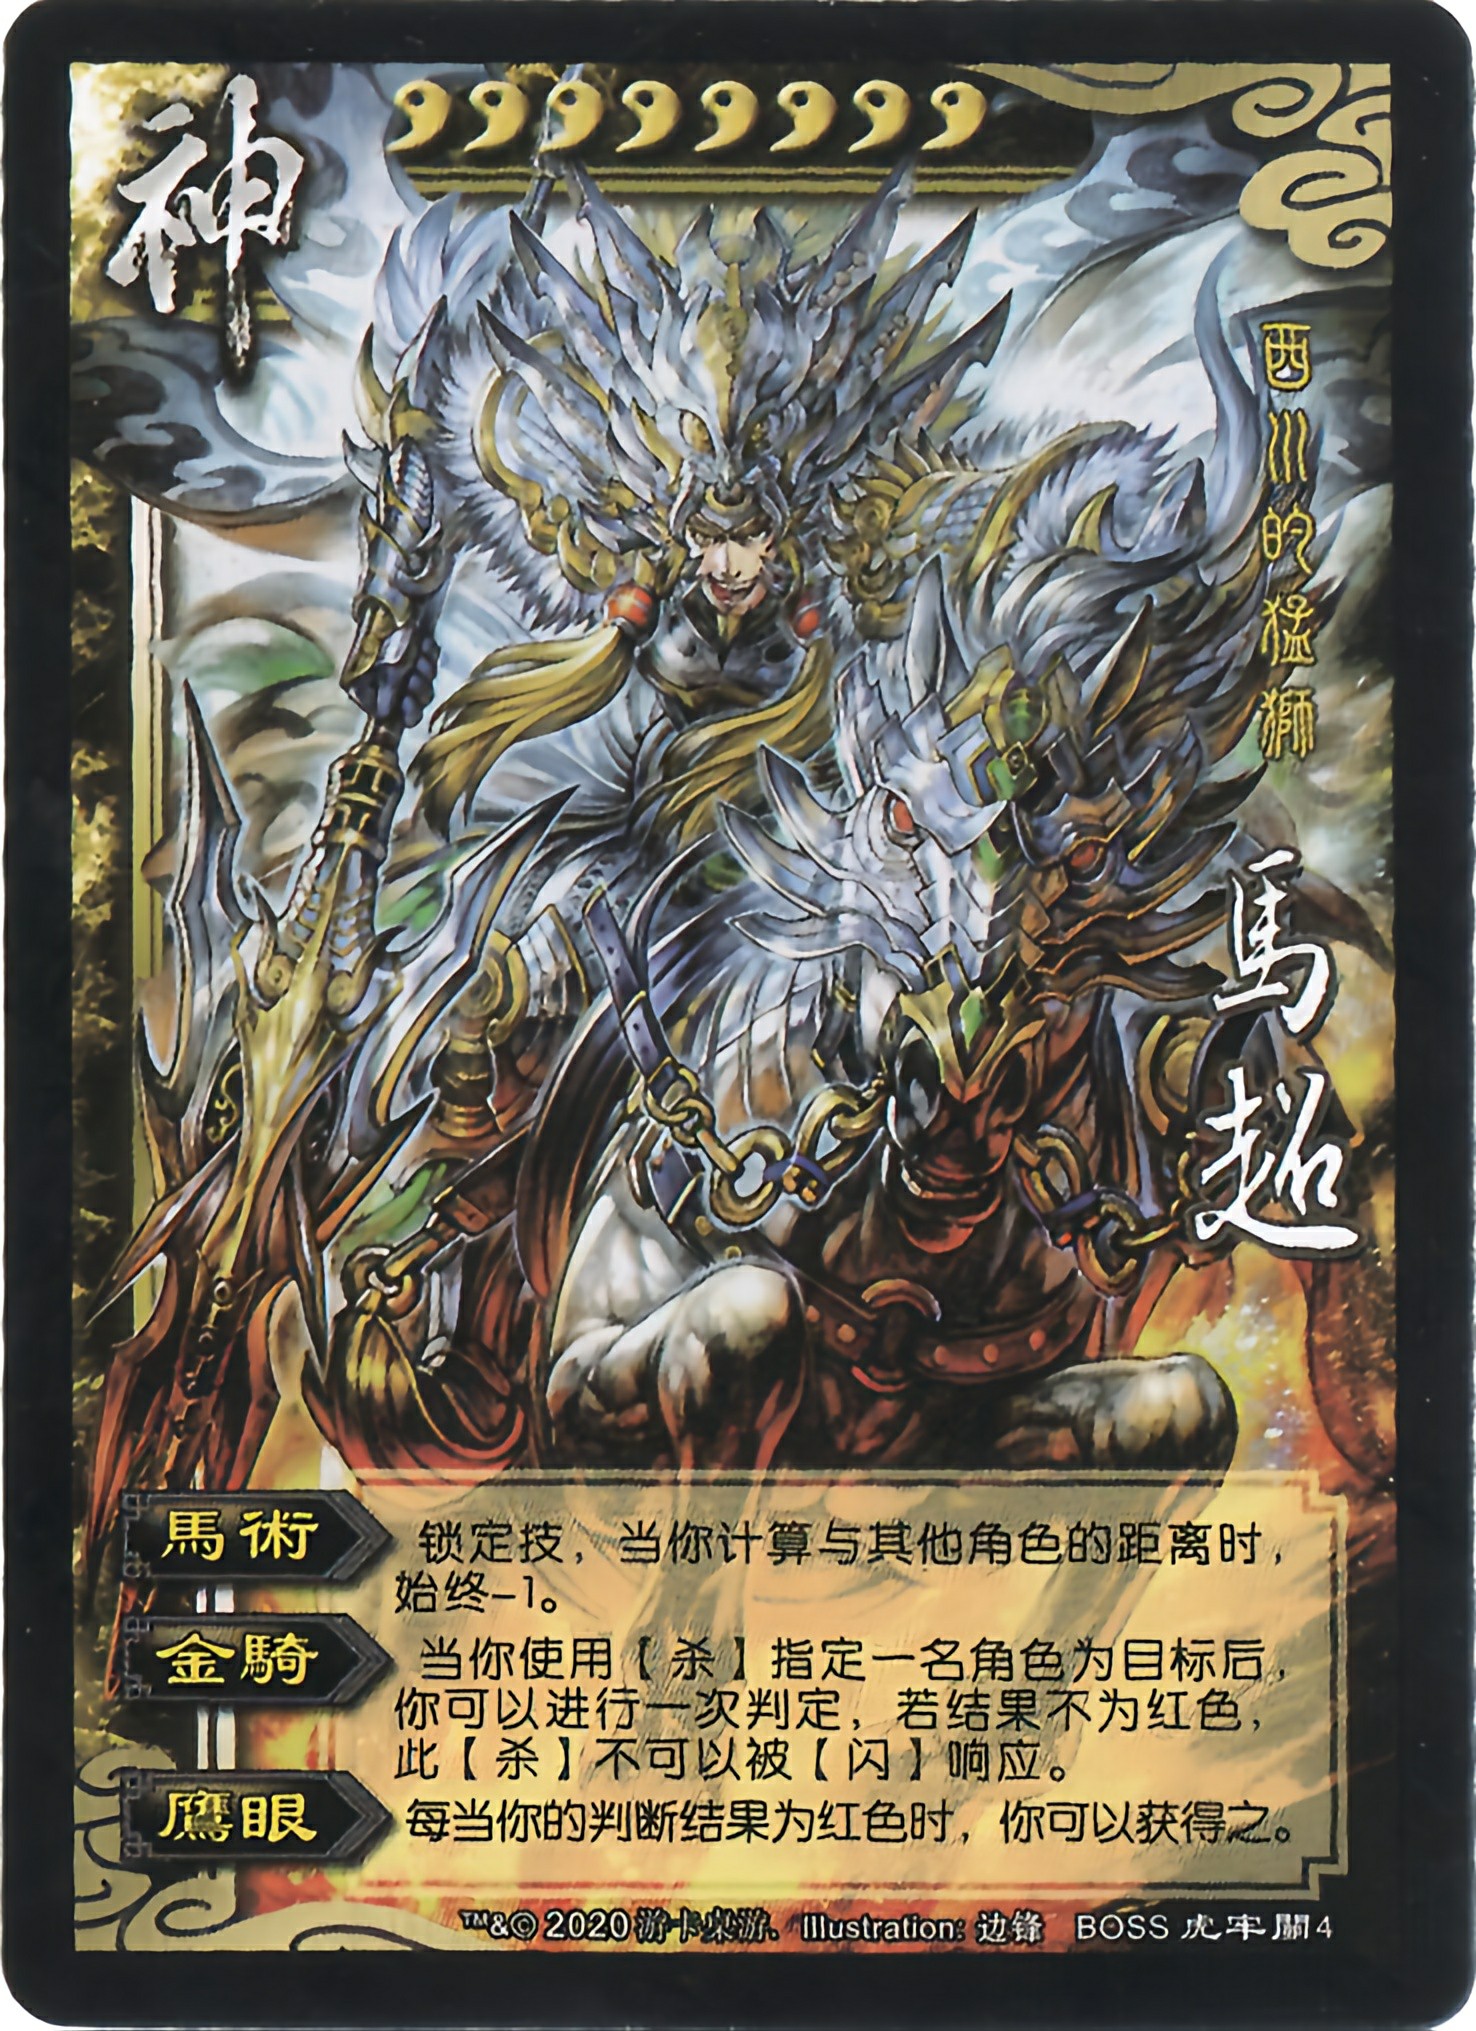 神
西川的猛獅
馬超
馬術
锁定技，当你计算与其他角色的距离时，
始终-1。
金騎
当你使用【杀】指定一名角色为目标后，
你可以进行一次判定，若结果不为红色，
此【杀】不可以被【闪】响应。
鷹眼
每当你的判断结果为红色时，你可以获得之。
™&© 2020 游卡桌游. Illustration: 边锋 BOSS 虎牢關4